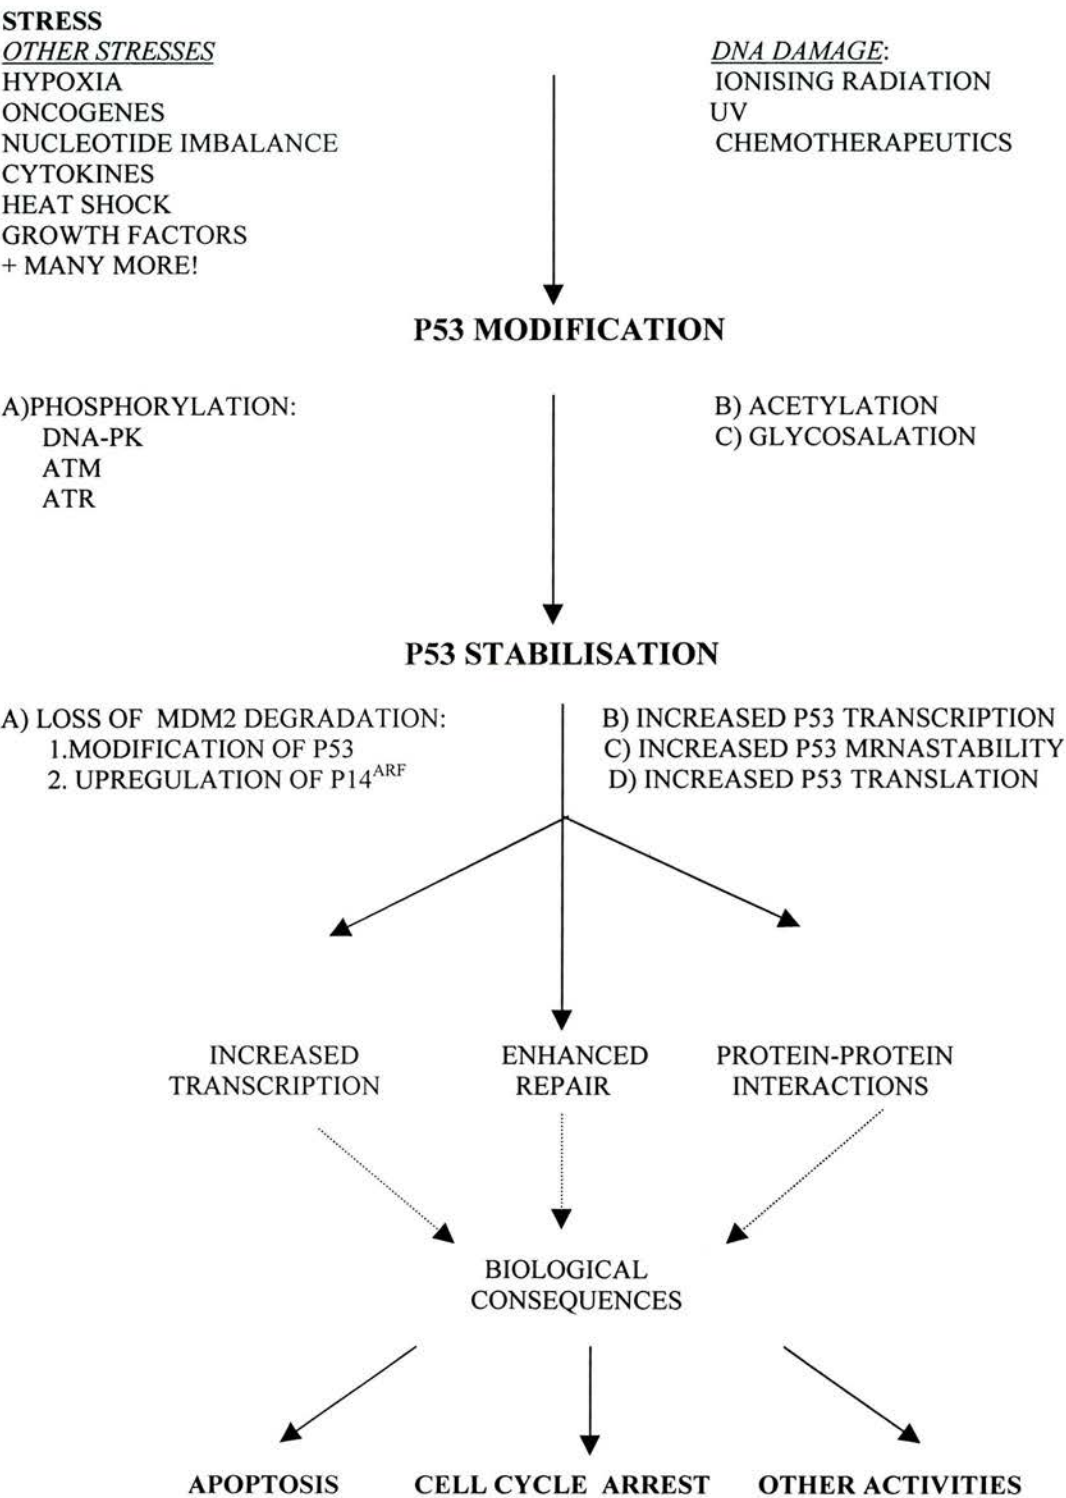 STRESS
OTHER STRESSES
HYPOXIA
ONCOGENES
NUCLEOTIDE IMBALANCE
CYTOKINES
HEAT SHOCK
GROWTH FACTORS
+ MANY MORE!
DNA DAMAGE:
IONISING RADIATION
UV
CHEMOTHERAPEUTICS
P53 MODIFICATION
A)PHOSPHORYLATION:
DNA-PK
ATM
ATR
B) ACETYLATION
C) GLYCOSALATION
P53 STABILISATION
A) LOSS OF MDM2 DEGRADATION:
1.MODIFICATION OF P53
2. UPREGULATION OF P14ARF
B) INCREASED P53 TRANSCRIPTION
C) INCREASED P53 MRNASTABILITY
D) INCREASED P53 TRANSLATION
INCREASED
TRANSCRIPTION
ENHANCED
REPAIR
PROTEIN-PROTEIN
INTERACTIONS
BIOLOGICAL
CONSEQUENCES
APOPTOSIS
CELL CYCLE ARREST
OTHER ACTIVITIES